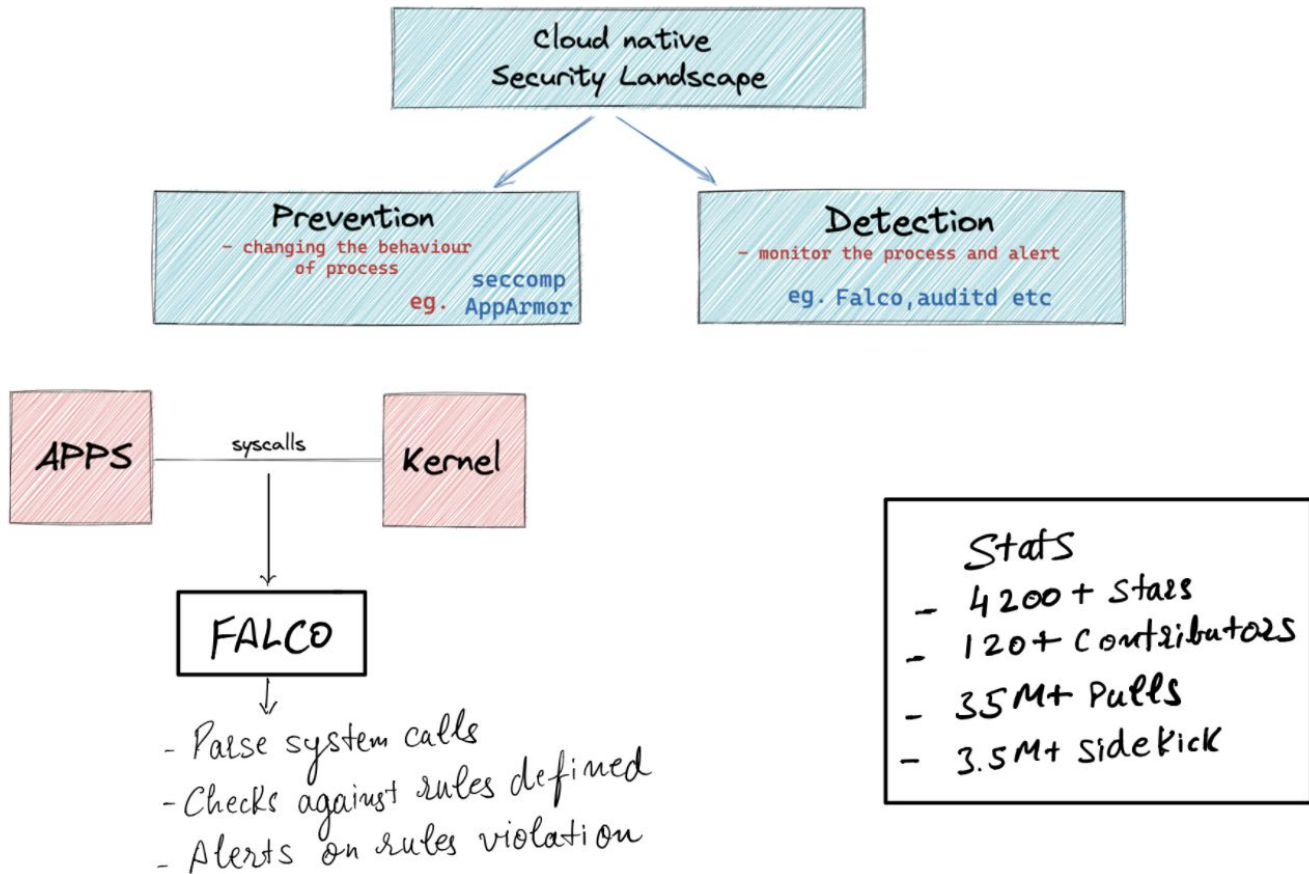 Cloud native
Security Landscape
Prevention
- changing the behaviour
of process
eg. seccomp
AppArmor
Detection
- monitor the process and alert
eg. Falco,auditd etc
APPS
syscalls
Kernel
FALCO
- Parse system calls
- Checks against rules defined
- Alerts on rules violation
Stats
- 4200+ Stars
- 120+ Contributors
- 35M+ Pulls
- 3.5M+ Sidekick